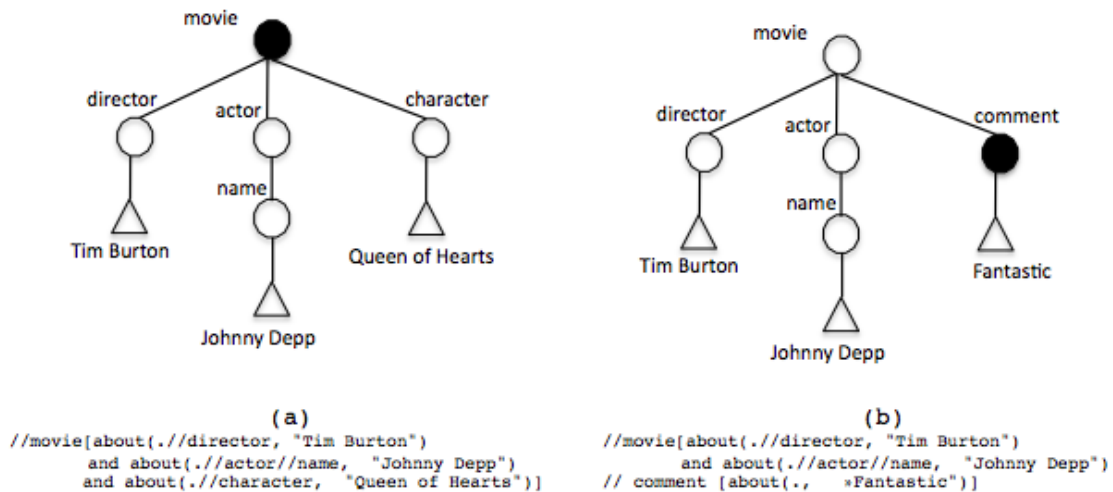 movie
director
actor
character
name
Tim Burton
Queen of Hearts
Johnny Depp
(a)
//movie[about(.//director, "Tim Burton")
and about(.//actor//name, "Johnny Depp")
and about(.//character, "Queen of Hearts")]
movie
director
actor
comment
name
Tim Burton
Fantastic
Johnny Depp
(b)
//movie[about(.//director, "Tim Burton")
and about(.//actor//name, "Johnny Depp")
// comment [about(., »Fantastic")]